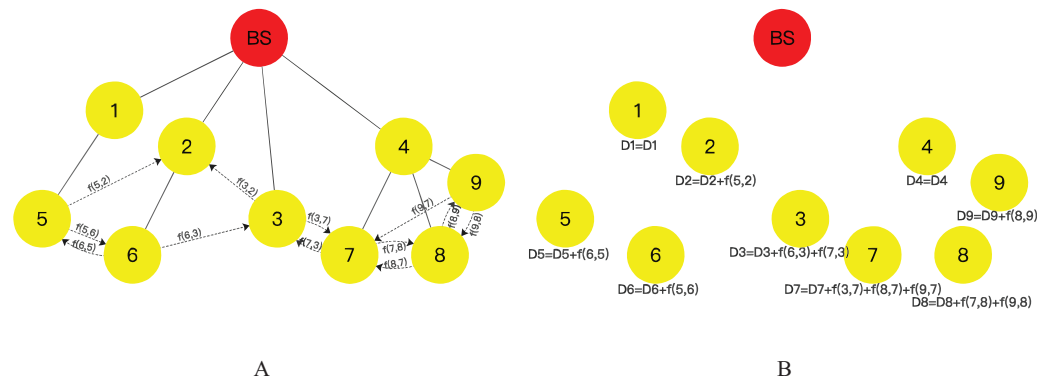 BS
1
2
4
9
5
3
6
7
8
f(5,2)
f(3,2)
f(9,7)
f(8,9)
f(9,8)
f(5,6)
f(6,5)
f(6,3)
f(3,7)
f(7,3)
f(7,8)
f(8,7)
A
BS
1
D1=D1
2
D2=D2+f(5,2)
4
D4=D4
9
D9=D9+f(8,9)
5
D5=D5+f(6,5)
3
D3=D3+f(6,3)+f(7,3)
6
D6=D6+f(5,6)
7
D7=D7+f(3,7)+f(8,7)+f(9,7)
8
D8=D8+f(7,8)+f(9,8)
B